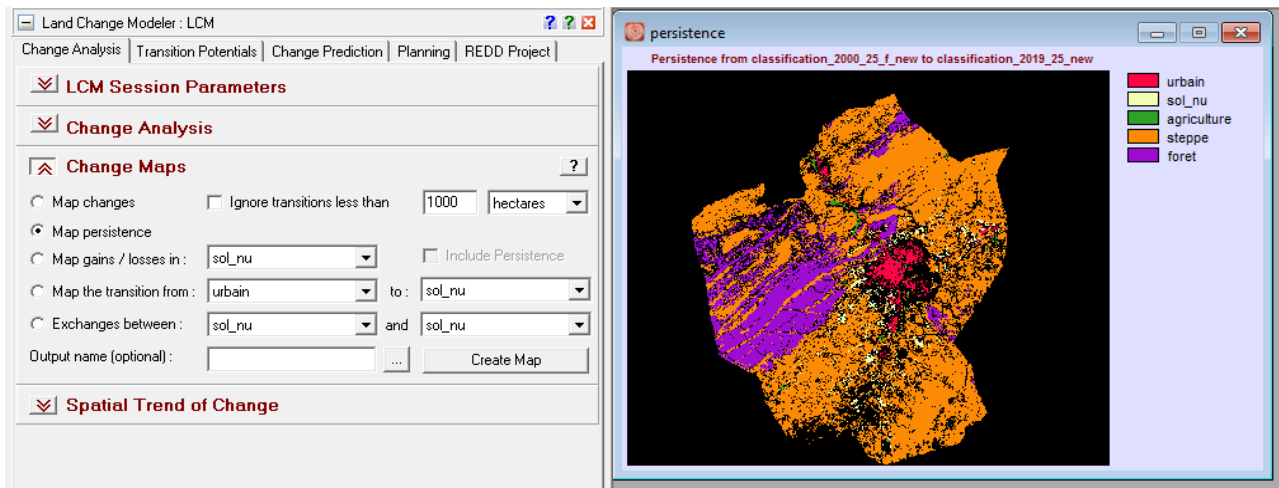 Land Change Modeler : LCM
? ?
Change Analysis Transition Potentials Change Prediction Planning REDD Project
LCM Session Parameters
Change Analysis
Change Maps ?
Map changes Ignore transitions less than 1000 hectares
Map persistence
Map gains / losses in : sol_nu Include Persistence
Map the transition from : urbain to : sol_nu
Exchanges between : sol_nu and sol_nu
Output name (optional) : ... Create Map
Spatial Trend of Change
persistence
Persistence from classification_2000_25_f_new to classification_2019_25_new
urbain
sol_nu
agriculture
steppe
foret